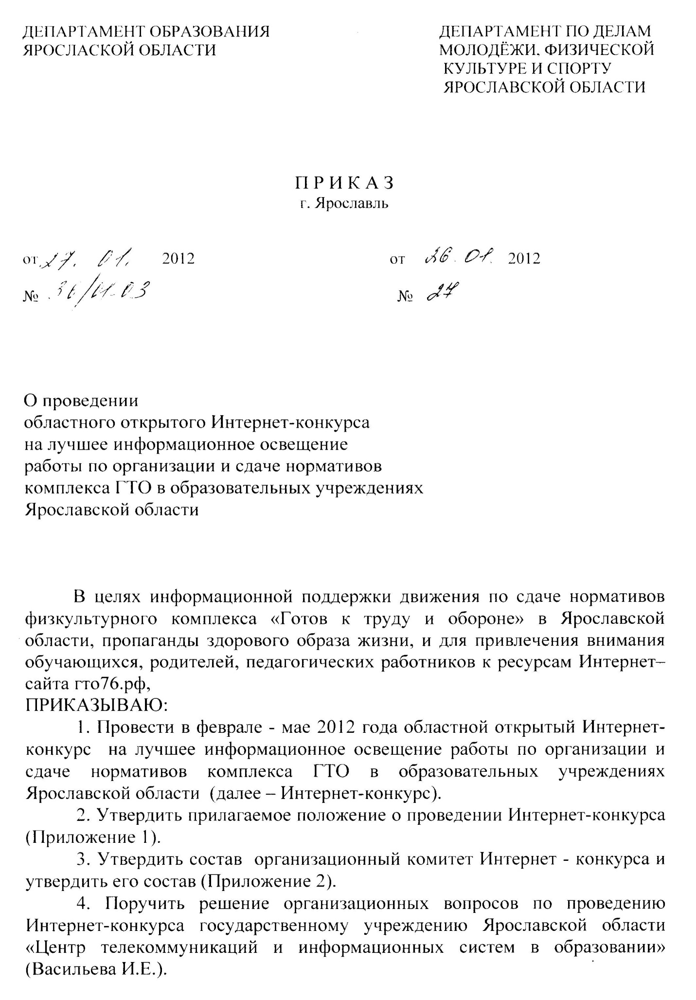 ДЕПАРТАМЕНТ ОБРАЗОВАНИЯ
ЯРОСЛАСКОЙ ОБЛАСТИ
ДЕПАРТАМЕНТ ПО ДЕЛАМ
МОЛОДЁЖИ, ФИЗИЧЕСКОЙ
КУЛЬТУРЕ И СПОРТУ
ЯРОСЛАВСКОЙ ОБЛАСТИ
П Р И К А З
г. Ярославль
от 27. 01. 2012
№ 36/01-03
от 26.01. 2012
№ 27
О проведении
областного открытого Интернет-конкурса
на лучшее информационное освещение
работы по организации и сдаче нормативов
комплекса ГТО в образовательных учреждениях
Ярославской области
В целях информационной поддержки движения по сдаче нормативов
физкультурного комплекса «Готов к труду и обороне» в Ярославской
области, пропаганды здорового образа жизни, и для привлечения внимания
обучающихся, родителей, педагогических работников к ресурсам Интернет–
сайта гто76.рф,
ПРИКАЗЫВАЮ:
1. Провести в феврале - мае 2012 года областной открытый Интернет-
конкурс на лучшее информационное освещение работы по организации и
сдаче нормативов комплекса ГТО в образовательных учреждениях
Ярославской области (далее – Интернет-конкурс).
2. Утвердить прилагаемое положение о проведении Интернет-конкурса
(Приложение 1).
3. Утвердить состав организационный комитет Интернет - конкурса и
утвердить его состав (Приложение 2).
4. Поручить решение организационных вопросов по проведению
Интернет-конкурса государственному учреждению Ярославской области
«Центр телекоммуникаций и информационных систем в образовании»
(Васильева И.Е.).